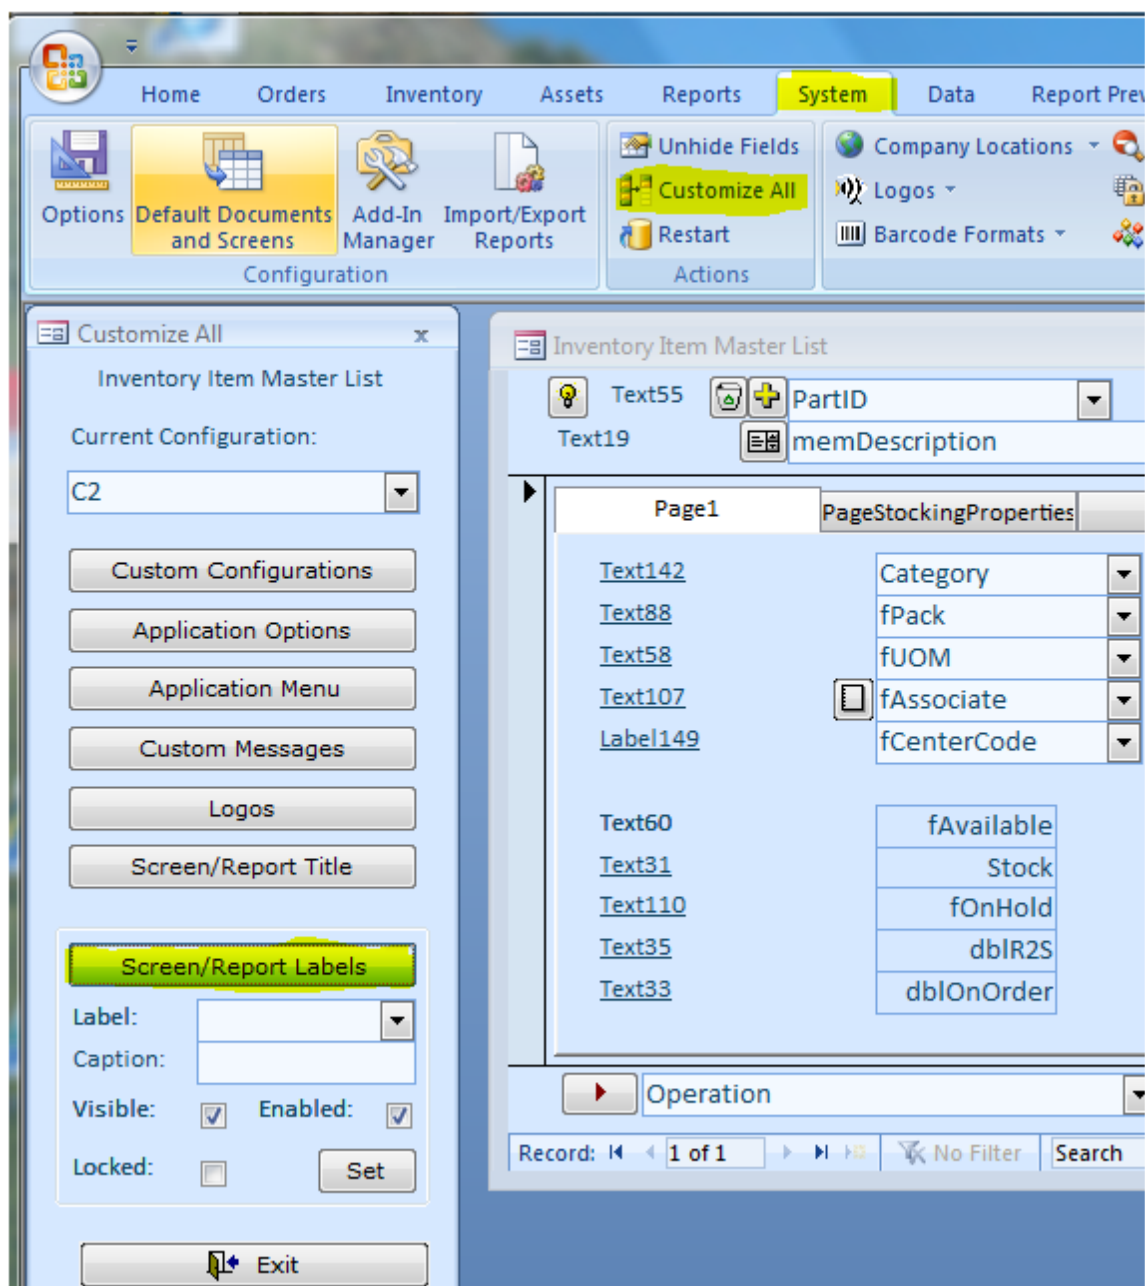 Home Orders Inventory Assets Reports System Data Report Prev
Options
Default Documents and Screens
Add-In Manager
Import/Export Reports
Configuration
Unhide Fields
Customize All
Restart
Actions
Company Locations
Logos
Barcode Formats
Customize All x
Inventory Item Master List
Current Configuration:
C2
Custom Configurations
Application Options
Application Menu
Custom Messages
Logos
Screen/Report Title
Screen/Report Labels
Label:
Caption:
Visible: Enabled:
Locked: Set
Exit
Inventory Item Master List
Text55 PartID
Text19 memDescription
Page1 PageStockingProperties
Text142 Category
Text88 fPack
Text58 fUOM
Text107 fAssociate
Label149 fCenterCode
Text60 fAvailable
Text31 Stock
Text110 fOnHold
Text35 dblR2S
Text33 dblOnOrder
Operation
Record: 1 of 1 No Filter Search